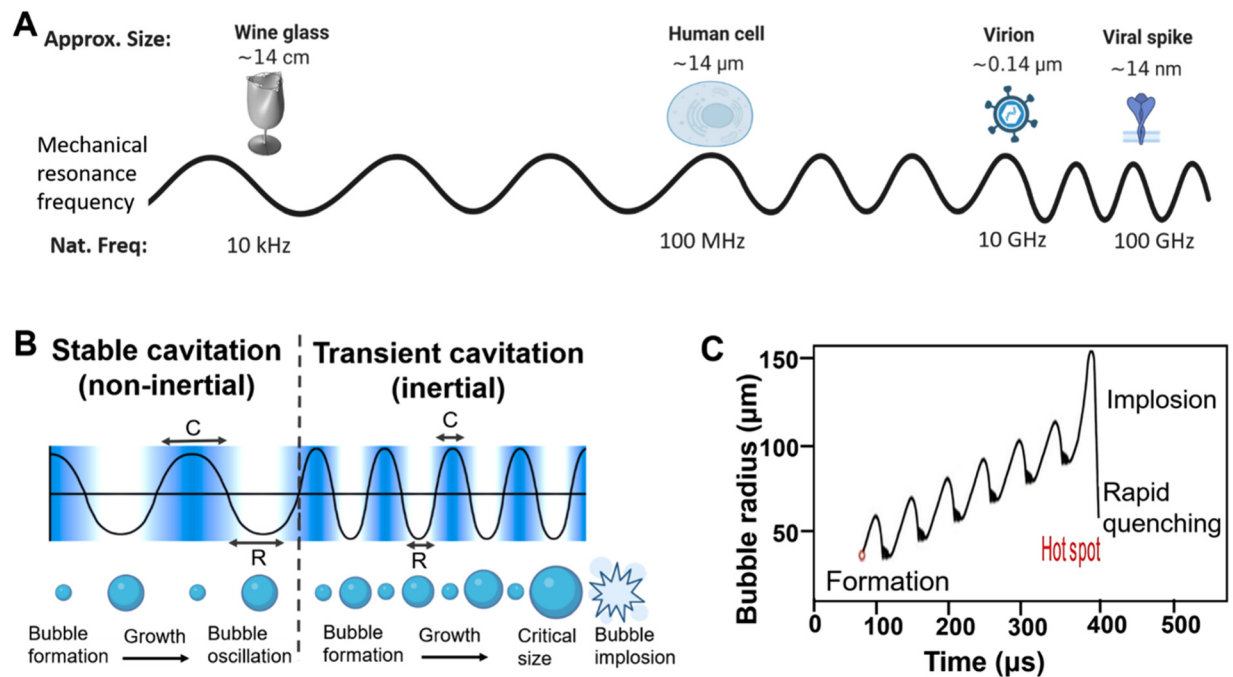 A
Approx. Size:
Wine glass
~14 cm
Human cell
~14 µm
Virion
~0.14 µm
Viral spike
~14 nm
Mechanical
resonance
frequency
Nat. Freq:
10 kHz
100 MHz
10 GHz
100 GHz
B
Stable cavitation
(non-inertial)
Transient cavitation
(inertial)
C
C
R
R
Bubble
formation
Growth
Bubble
oscillation
Bubble
formation
Growth
Critical
size
Bubble
implosion
C
Bubble radius (µm)
150
100
50
Implosion
Rapid
quenching
Hot spot
Formation
0
100
200
300
400
500
Time (µs)